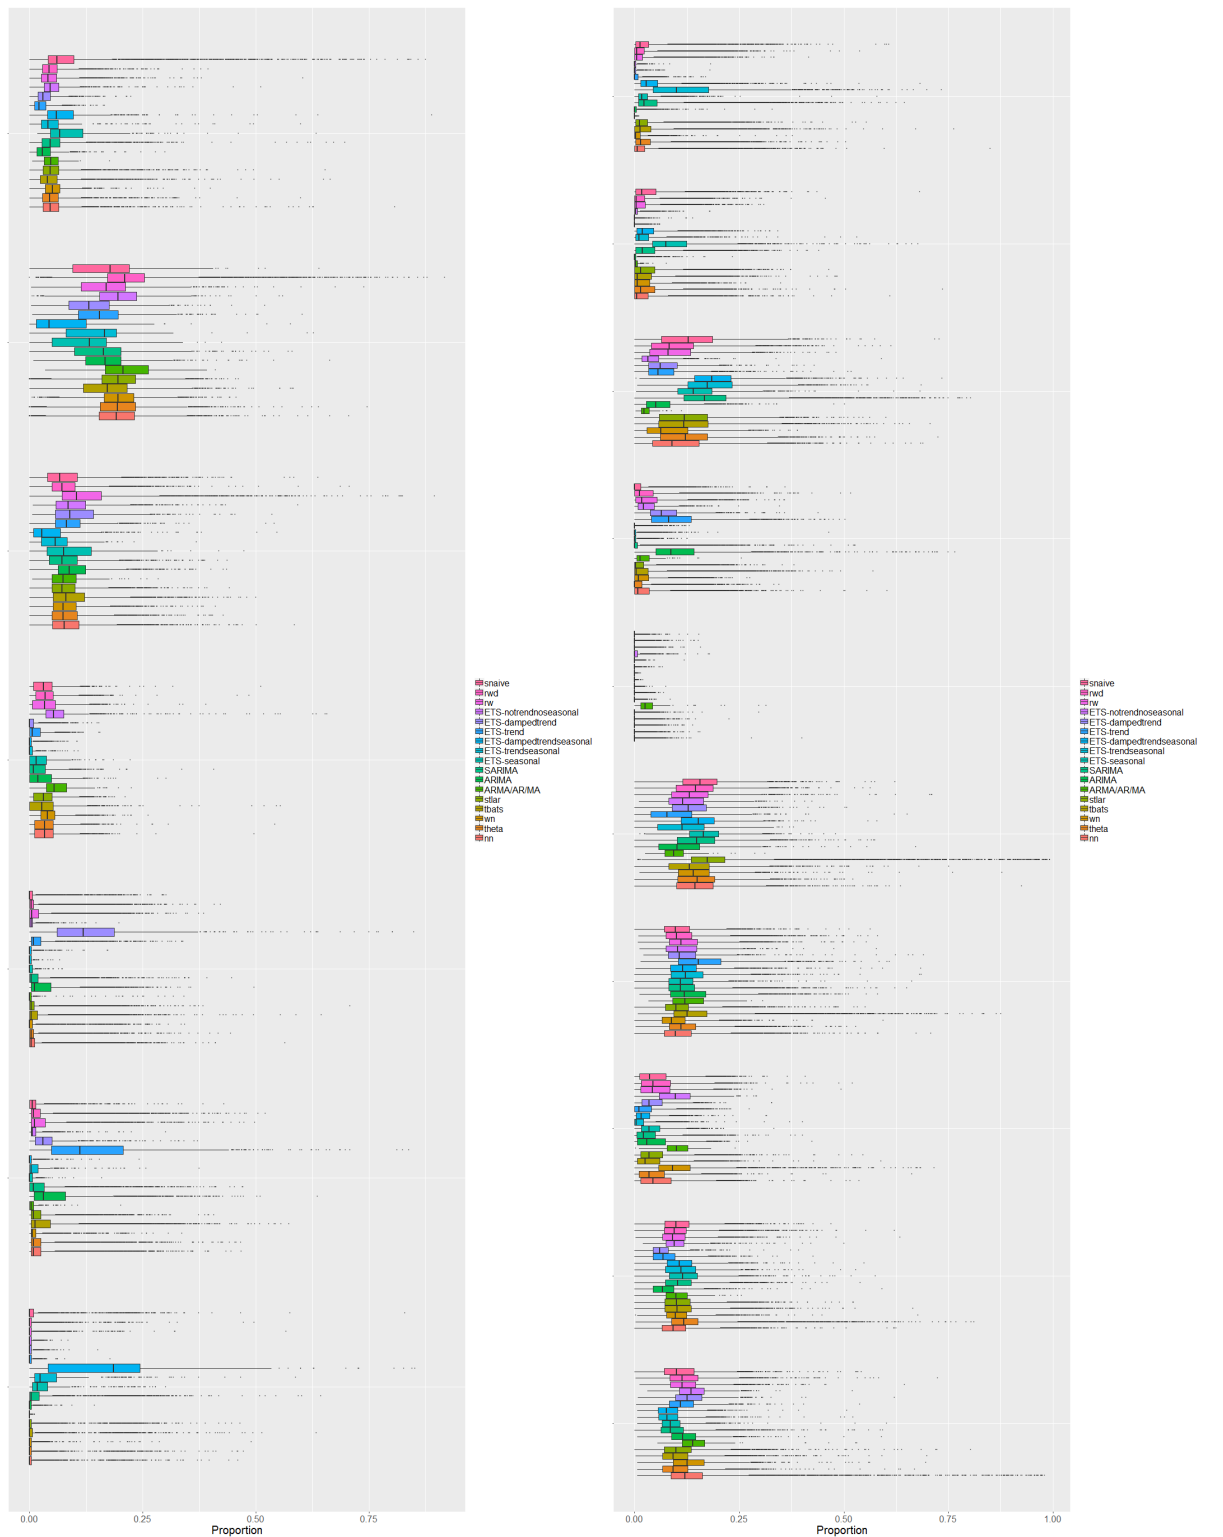 snaive
rwd
rw
ETS-notrendnoseasonal
ETS-dampedtrend
ETS-trend
ETS-dampedtrendseasonal
ETS-trendseasonal
ETS-seasonal
SARIMA
ARIMA
ARMA/AR/MA
stlar
tbats
wn
theta
nn
0.00 0.25 0.50 0.75
Proportion
snaive
rwd
rw
ETS-notrendnoseasonal
ETS-dampedtrend
ETS-trend
ETS-dampedtrendseasonal
ETS-trendseasonal
ETS-seasonal
SARIMA
ARIMA
ARMA/AR/MA
stlar
tbats
wn
theta
nn
0.00 0.25 0.50 0.75 1.00
Proportion